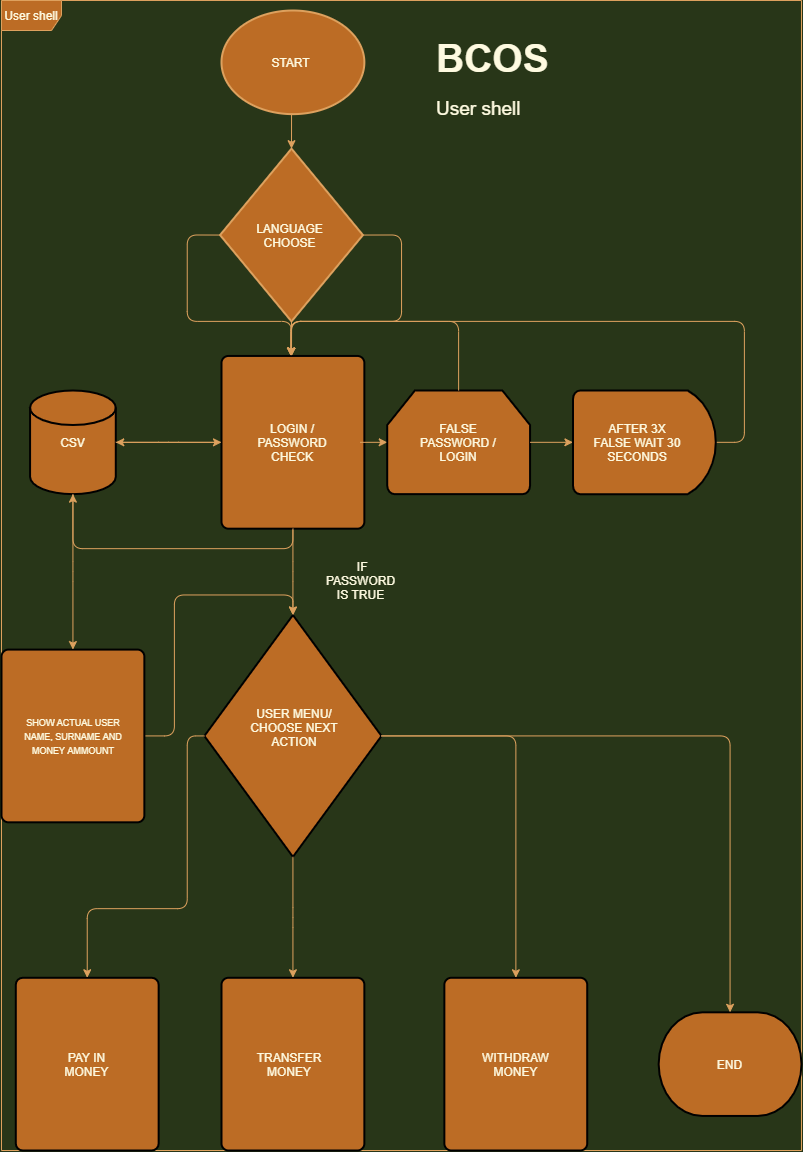 User shell
START
BCOS
User shell
LANGUAGE
CHOOSE
CSV
LOGIN /
PASSWORD
CHECK
FALSE
PASSWORD /
LOGIN
AFTER 3X
FALSE WAIT 30
SECONDS
IF
PASSWORD
IS TRUE
SHOW ACTUAL USER
NAME, SURNAME AND
MONEY AMMOUNT
USER MENU/
CHOOSE NEXT
ACTION
PAY IN
MONEY
TRANSFER
MONEY
WITHDRAW
MONEY
END